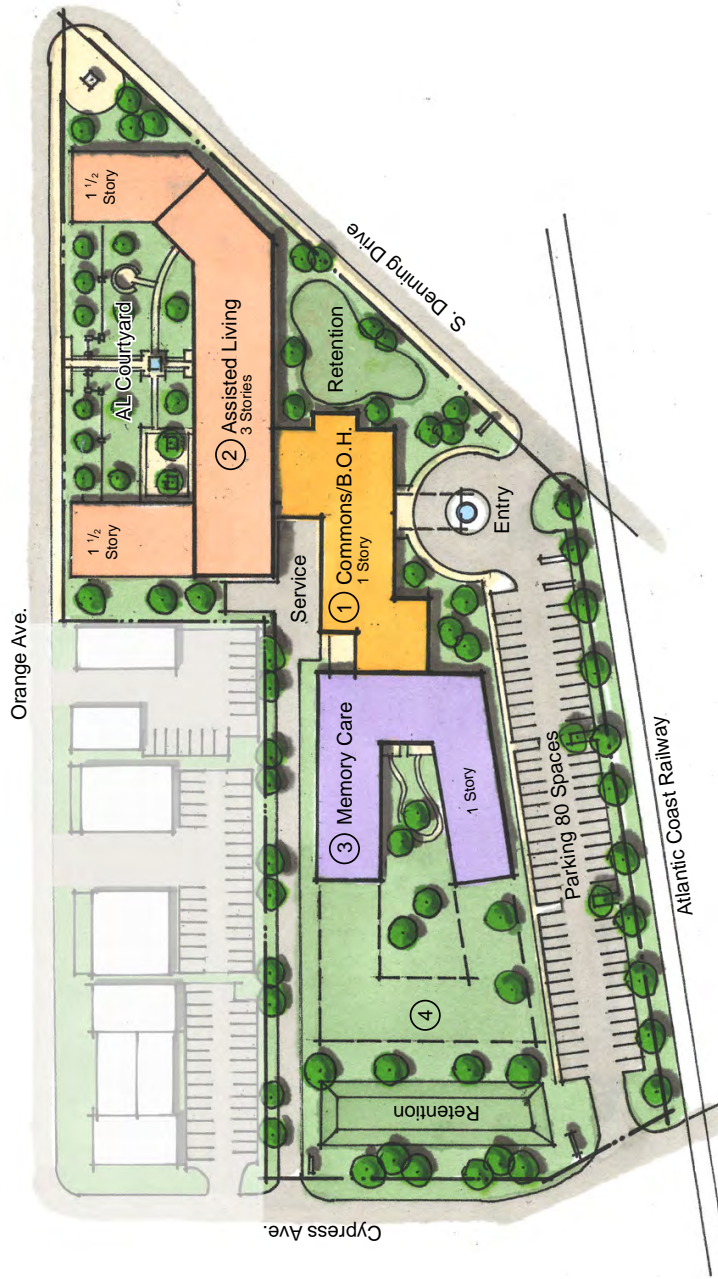 Orange Ave.
1 1/2
Story
AL Courtyard
1 1/2
Story
2 Assisted Living
3 Stories
Retention
S. Denning Drive
Service
1 Commons/B.O.H.
1 Story
Entry
3 Memory Care
1 Story
4
Retention
Parking 80 Spaces
Cypress Ave.
Atlantic Coast Railway